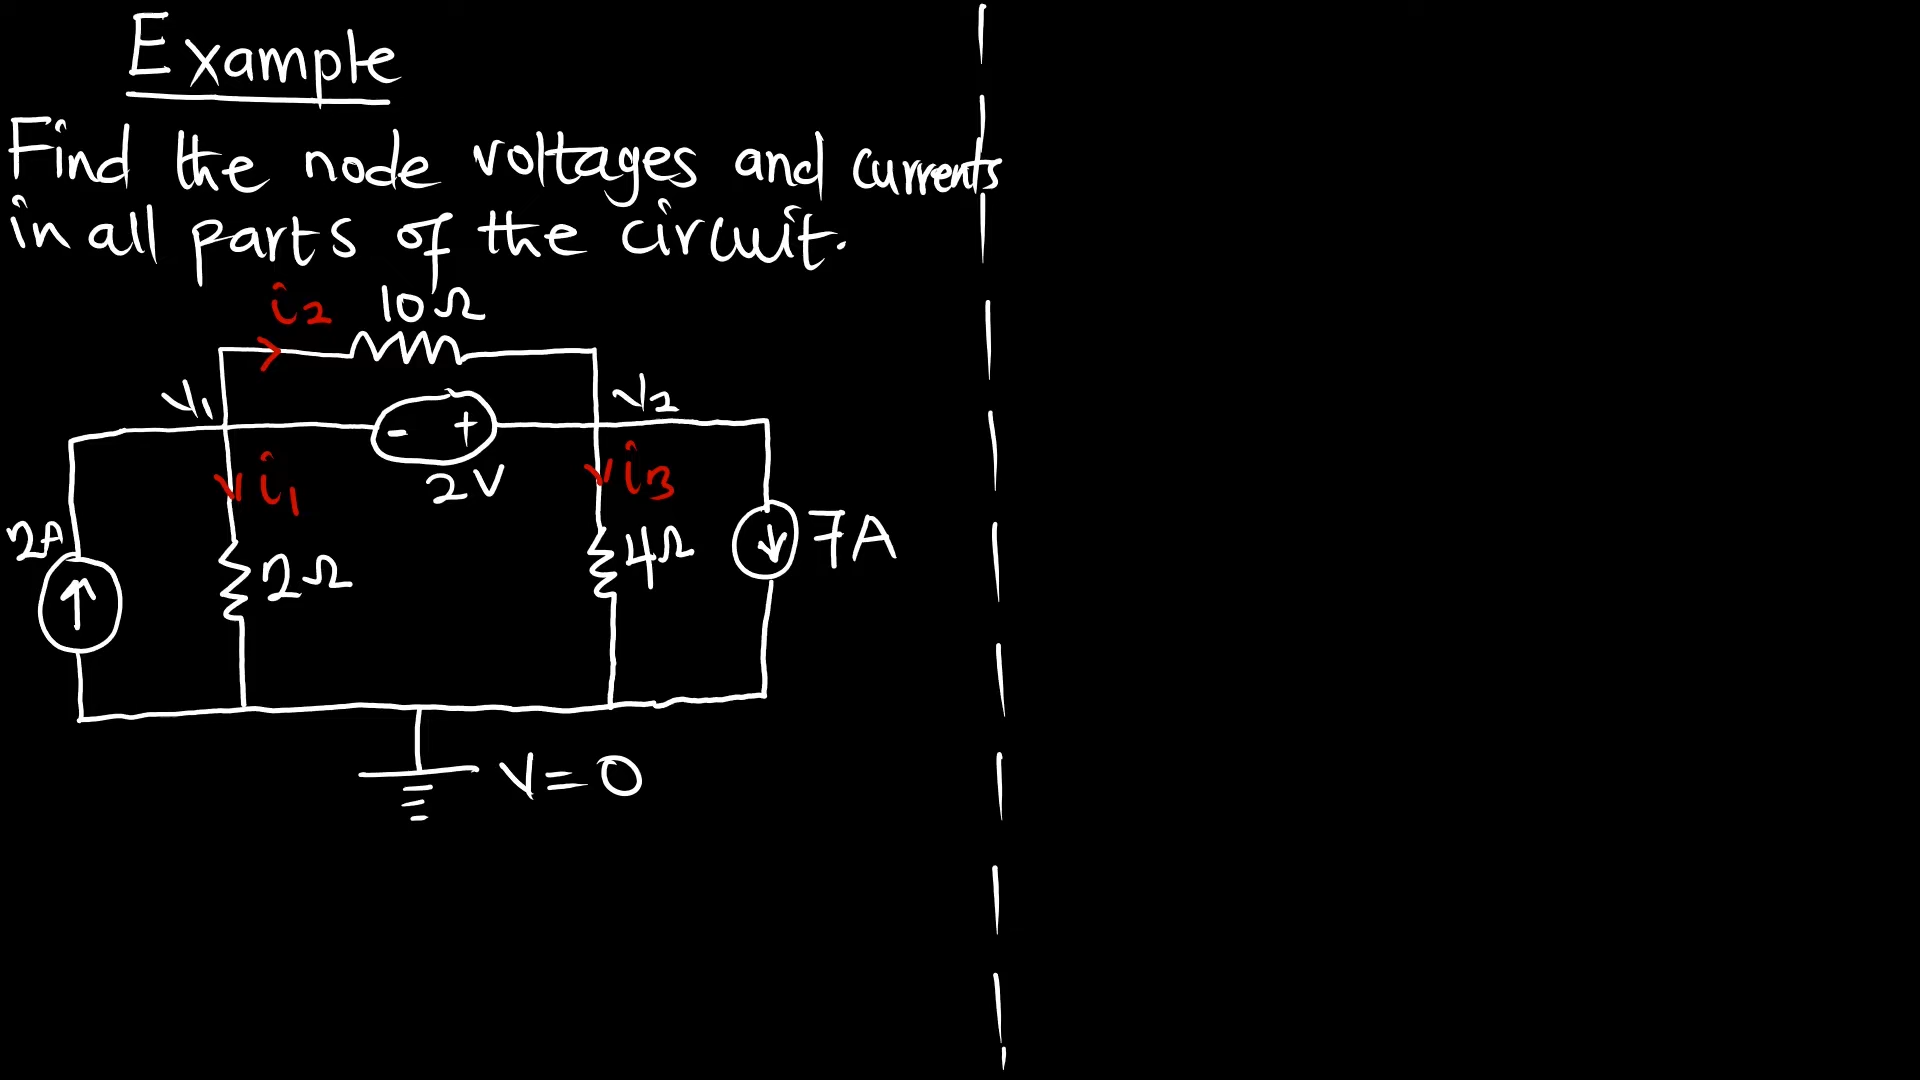 Example
Find the node voltages and currents
in all parts of the circuit.
i2 10Ω
V1 V2
- +
i1 i3
2V
2A 2Ω 4Ω 7A
V=0